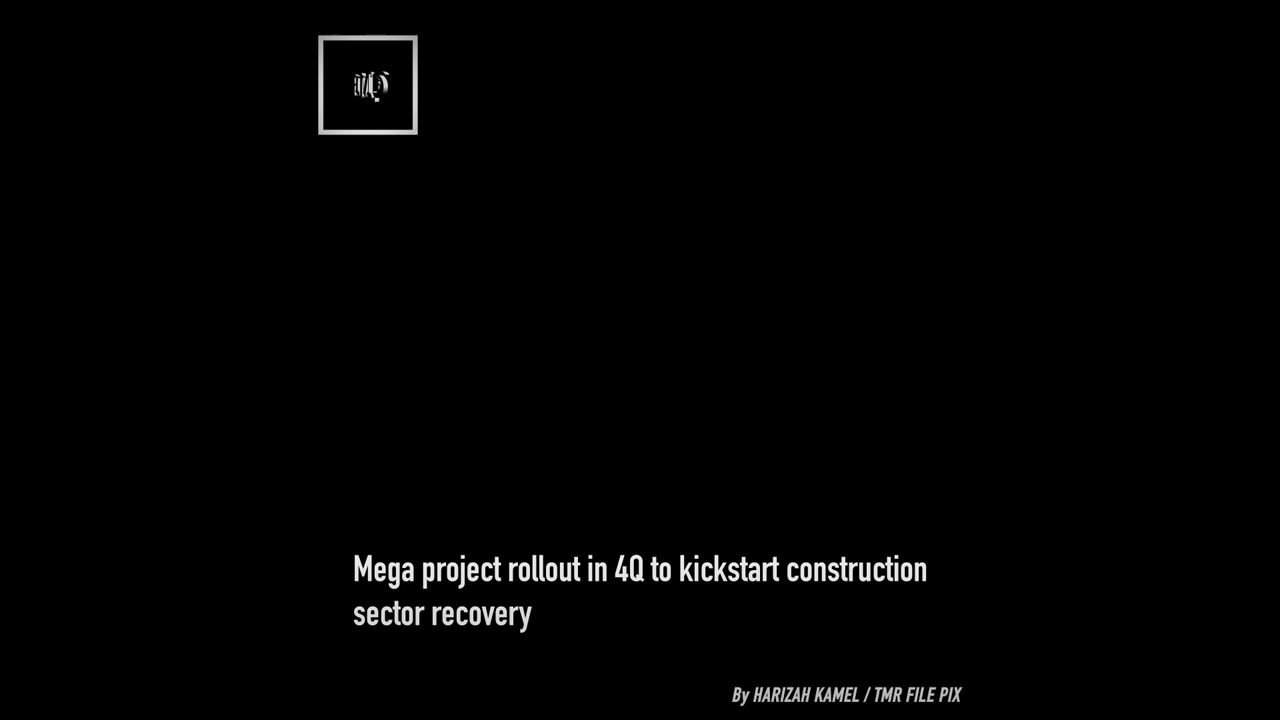 Mega project rollout in 4Q to kickstart construction
sector recovery
By HARIZAH KAMEL / TMR FILE PIX